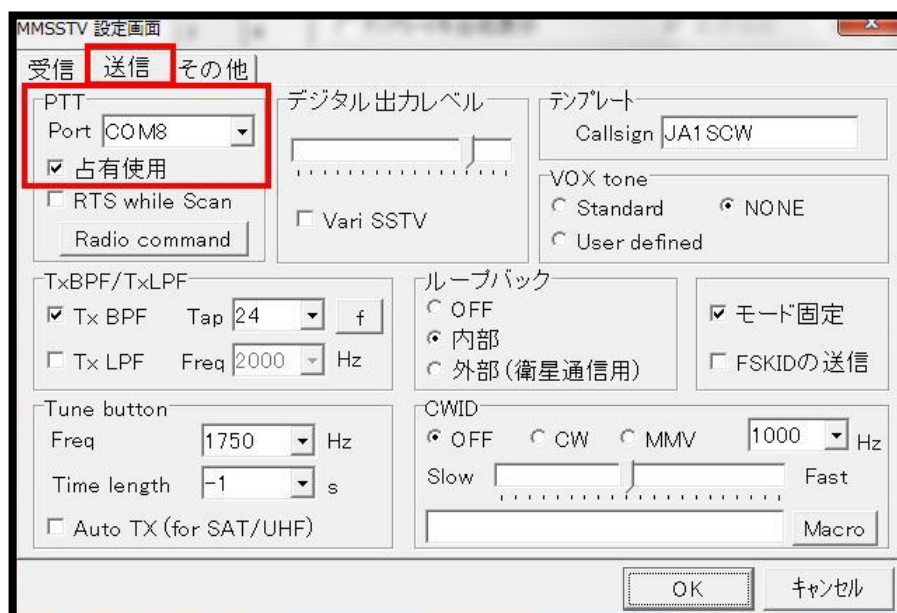 MMSSTV 設定画面
受信 送信 その他
PTT
Port COM8
占有使用
RTS while Scan
Radio command
デジタル出力レベル
Vari SSTV
テンプレート
Callsign JA1SCW
VOX tone
Standard NONE
User defined
TxBPF/TxLPF
Tx BPF Tap 24 f
Tx LPF Freq 2000 Hz
ループバック
OFF
内部
外部(衛星通信用)
モード固定
FSKIDの送信
Tune button
Freq 1750 Hz
Time length -1 s
Auto TX (for SAT/UHF)
CWID
OFF CW MMV 1000 Hz
Slow Fast
Macro
OK キャンセル